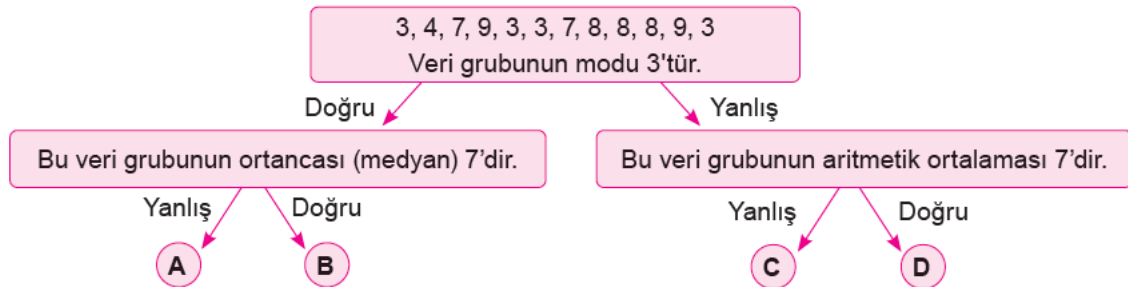 3, 4, 7, 9, 3, 3, 7, 8, 8, 8, 9, 3
Veri grubunun modu 3'tür.
Doğru
Yanlış
Bu veri grubunun ortancası (medyan) 7’dir.
Bu veri grubunun aritmetik ortalaması 7’dir.
Yanlış
Doğru
Yanlış
Doğru
A
B
C
D